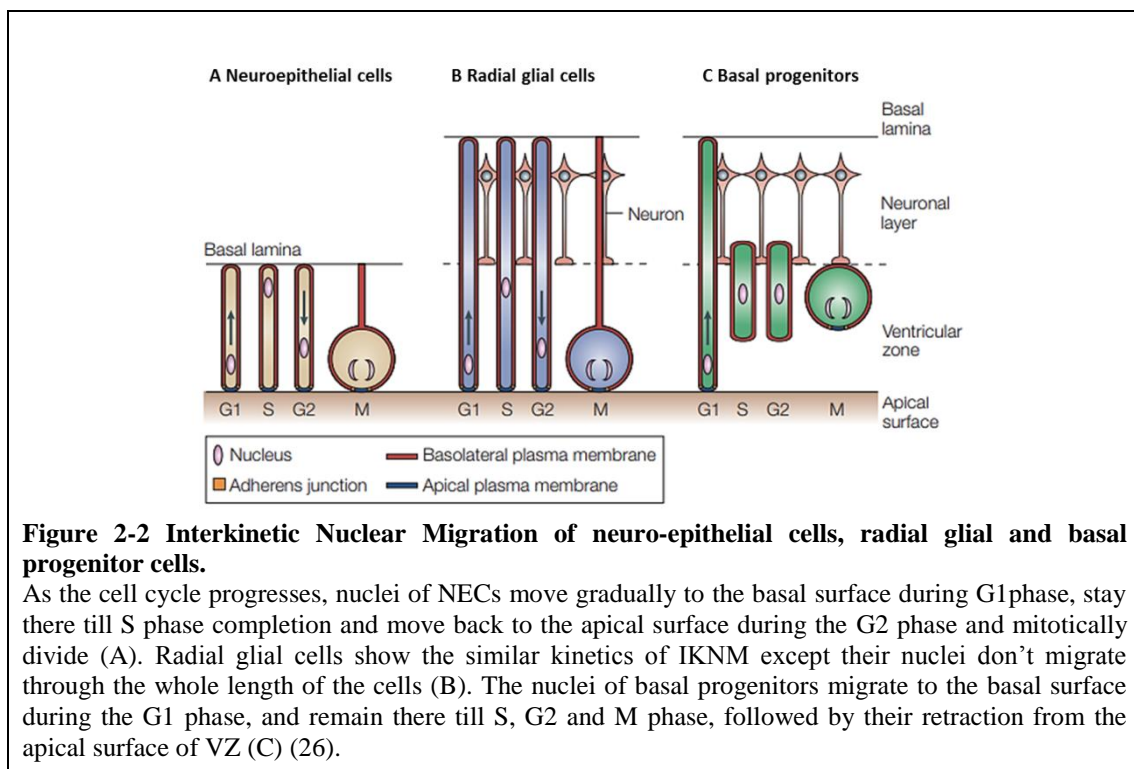 A Neuroepithelial cells
B Radial glial cells
C Basal progenitors
Basal
lamina
Neuronal
layer
Neuron
Basal lamina
Ventricular
zone
G1 S G2 M
G1 S G2 M
G1 S G2 M
Apical
surface
Nucleus
Basolateral plasma membrane
Adherens junction
Apical plasma membrane
Figure 2-2 Interkinetic Nuclear Migration of neuro-epithelial cells, radial glial and basal
progenitor cells.
As the cell cycle progresses, nuclei of NECs move gradually to the basal surface during G1phase, stay
there till S phase completion and move back to the apical surface during the G2 phase and mitotically
divide (A). Radial glial cells show the similar kinetics of IKNM except their nuclei don’t migrate
through the whole length of the cells (B). The nuclei of basal progenitors migrate to the basal surface
during the G1 phase, and remain there till S, G2 and M phase, followed by their retraction from the
apical surface of VZ (C) (26).